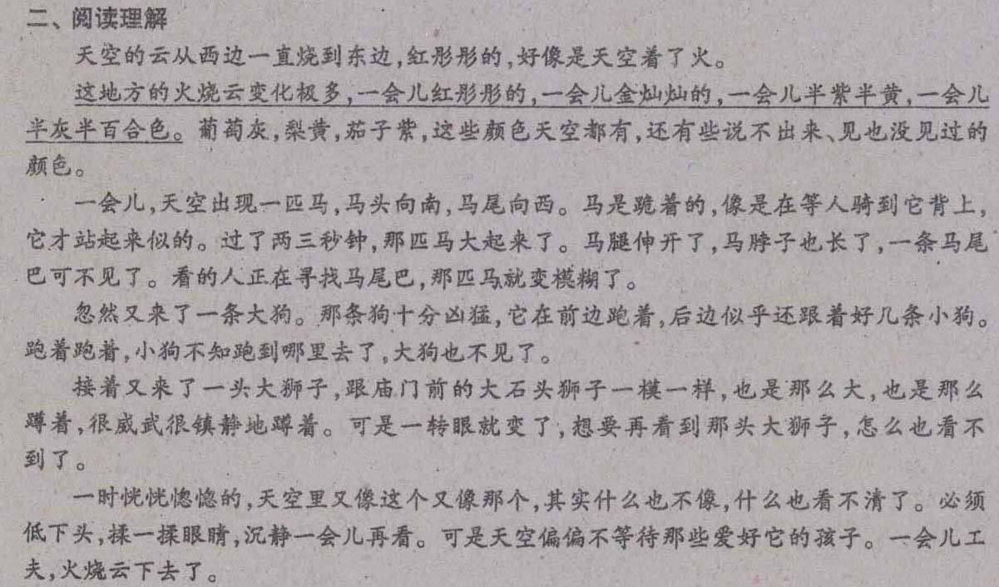 二、阅读理解
天空的云从西边一直烧到东边,红彤彤的,好像是天空着了火。
这地方的火烧云变化极多,一会儿红彤彤的,一会儿金灿灿的,一会儿半紫半黄,一会儿
半灰半百合色。葡萄灰,梨黄,茄子紫,这些颜色天空都有,还有些说不出来、见也没见过的
颜色。
一会儿,天空出现一匹马,马头向南,马尾向西。马是跪着的,像是在等人骑到它背上,
它才站起来似的。过了两三秒钟,那匹马大起来了。马腿伸开了,马脖子也长了,一条马尾
巴可不见了。看的人正在寻找马尾巴,那匹马就变模糊了。
忽然又来了一条大狗。那条狗十分凶猛,它在前边跑着,后边似乎还跟着好几条小狗。
跑着跑着,小狗不知跑到哪里去了,大狗也不见了。
接着又来了一头大狮子,跟庙门前的大石头狮子一模一样,也是那么大,也是那么
蹲着,很威武很镇静地蹲着。可是一转眼就变了,想要再看到那头大狮子,怎么也看不
到了。
一时恍恍惚惚的,天空里又像这个又像那个,其实什么也不像,什么也看不清了。必须
低下头,揉一揉眼睛,沉静一会儿再看。可是天空偏偏不等待那些爱好它的孩子。一会儿工
夫,火烧云下去了。